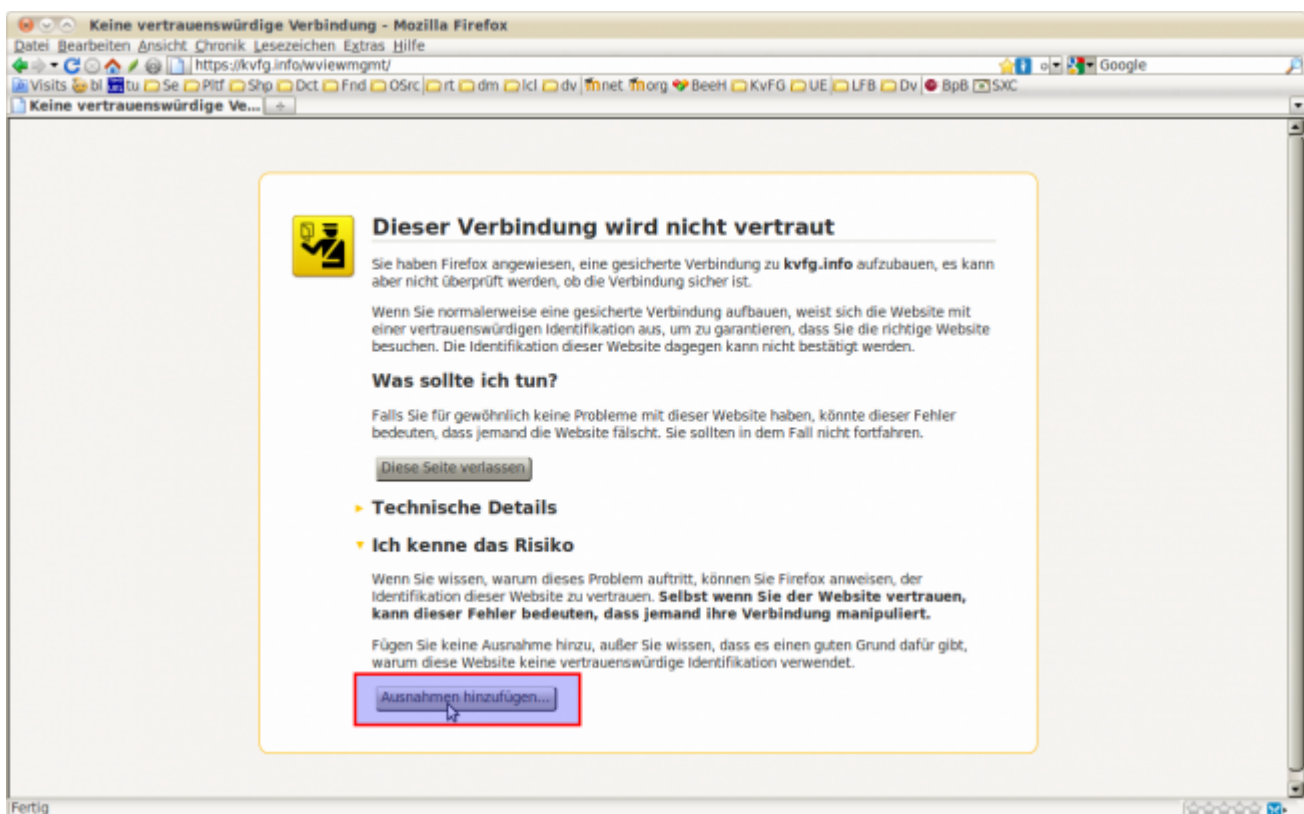 Keine vertrauenswürdige Verbindung - Mozilla Firefox
Datei Bearbeiten Ansicht Chronik Lesezeichen Extras Hilfe
https://kvfg.info/wviewmgmt/ Google
Visits bl tu Se Pltf Shp Dct Fnd OSrc rt dm lcl dv net org BeeH KvFG UE LFB Dv BpB SXC
Keine vertrauenswürdige Ve...
Dieser Verbindung wird nicht vertraut
Sie haben Firefox angewiesen, eine gesicherte Verbindung zu kvfg.info aufzubauen, es kann
aber nicht überprüft werden, ob die Verbindung sicher ist.
Wenn Sie normalerweise eine gesicherte Verbindung aufbauen, weist sich die Website mit
einer vertrauenswürdigen Identifikation aus, um zu garantieren, dass Sie die richtige Website
besuchen. Die Identifikation dieser Website dagegen kann nicht bestätigt werden.
Was sollte ich tun?
Falls Sie für gewöhnlich keine Probleme mit dieser Website haben, könnte dieser Fehler
bedeuten, dass jemand die Website fälscht. Sie sollten in dem Fall nicht fortfahren.
Diese Seite verlassen
Technische Details
Ich kenne das Risiko
Wenn Sie wissen, warum dieses Problem auftritt, können Sie Firefox anweisen, der
Identifikation dieser Website zu vertrauen. Selbst wenn Sie der Website vertrauen,
kann dieser Fehler bedeuten, dass jemand ihre Verbindung manipuliert.
Fügen Sie keine Ausnahme hinzu, außer Sie wissen, dass es einen guten Grund dafür gibt,
warum diese Website keine vertrauenswürdige Identifikation verwendet.
Ausnahmen hinzufügen...
Fertig